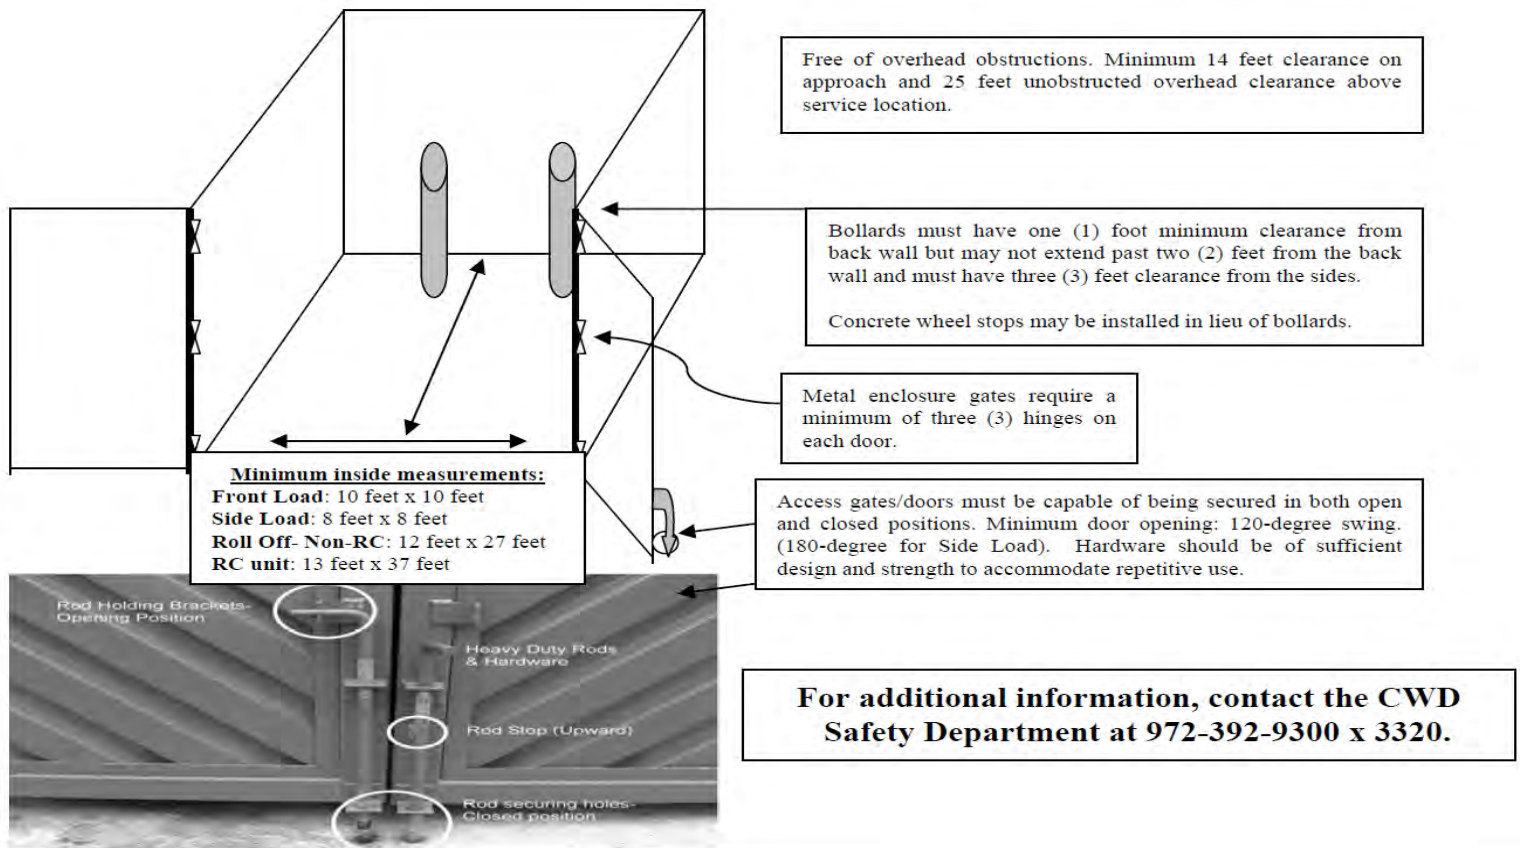 Free of overhead obstructions. Minimum 14 feet clearance on
approach and 25 feet unobstructed overhead clearance above
service location.
Bollards must have one (1) foot minimum clearance from
back wall but may not extend past two (2) feet from the back
wall and must have three (3) feet clearance from the sides.
Concrete wheel stops may be installed in lieu of bollards.
Metal enclosure gates require a
minimum of three (3) hinges on
each door.
Minimum inside measurements:
Front Load: 10 feet x 10 feet
Side Load: 8 feet x 8 feet
Roll Off- Non-RC: 12 feet x 27 feet
RC unit: 13 feet x 37 feet
Access gates/doors must be capable of being secured in both open
and closed positions. Minimum door opening: 120-degree swing.
(180-degree for Side Load). Hardware should be of sufficient
design and strength to accommodate repetitive use.
Rod Holding Brackets-
Opening Position
Heavy Duty Rods
& Hardware
Rod Stop (Upward)
Rod securing holes-
Closed position
For additional information, contact the CWD
Safety Department at 972-392-9300 x 3320.